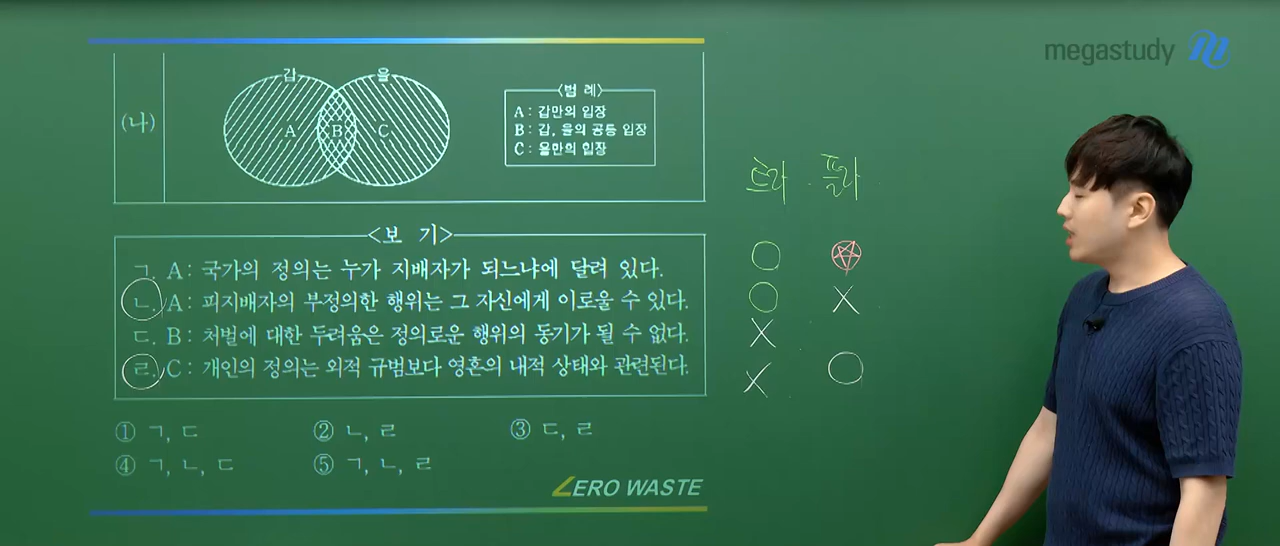 megastudy
갑 을
(나)
A B C
<범 례>
A : 갑만의 입장
B : 갑, 을의 공통 입장
C : 을만의 입장
트라 플라
<보 기>
ㄱ. A : 국가의 정의는 누가 지배자가 되느냐에 달려 있다.
ㄴ. A : 피지배자의 부정의한 행위는 그 자신에게 이로울 수 있다.
ㄷ. B : 처벌에 대한 두려움은 정의로운 행위의 동기가 될 수 없다.
ㄹ. C : 개인의 정의는 외적 규범보다 영혼의 내적 상태와 관련된다.
① ㄱ, ㄷ ② ㄴ, ㄹ ③ ㄷ, ㄹ
④ ㄱ, ㄴ, ㄷ ⑤ ㄱ, ㄴ, ㄹ
ZERO WASTE